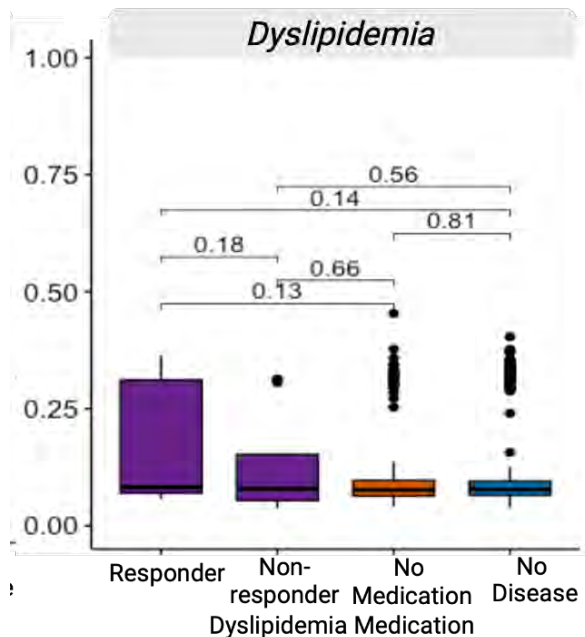 Dyslipidemia
1.00
0.75
0.50
0.25
0.00
0.56
0.14
0.81
0.18
0.66
0.13
Responder
Non-
responder
No
Medication
No
Disease
Dyslipidemia Medication